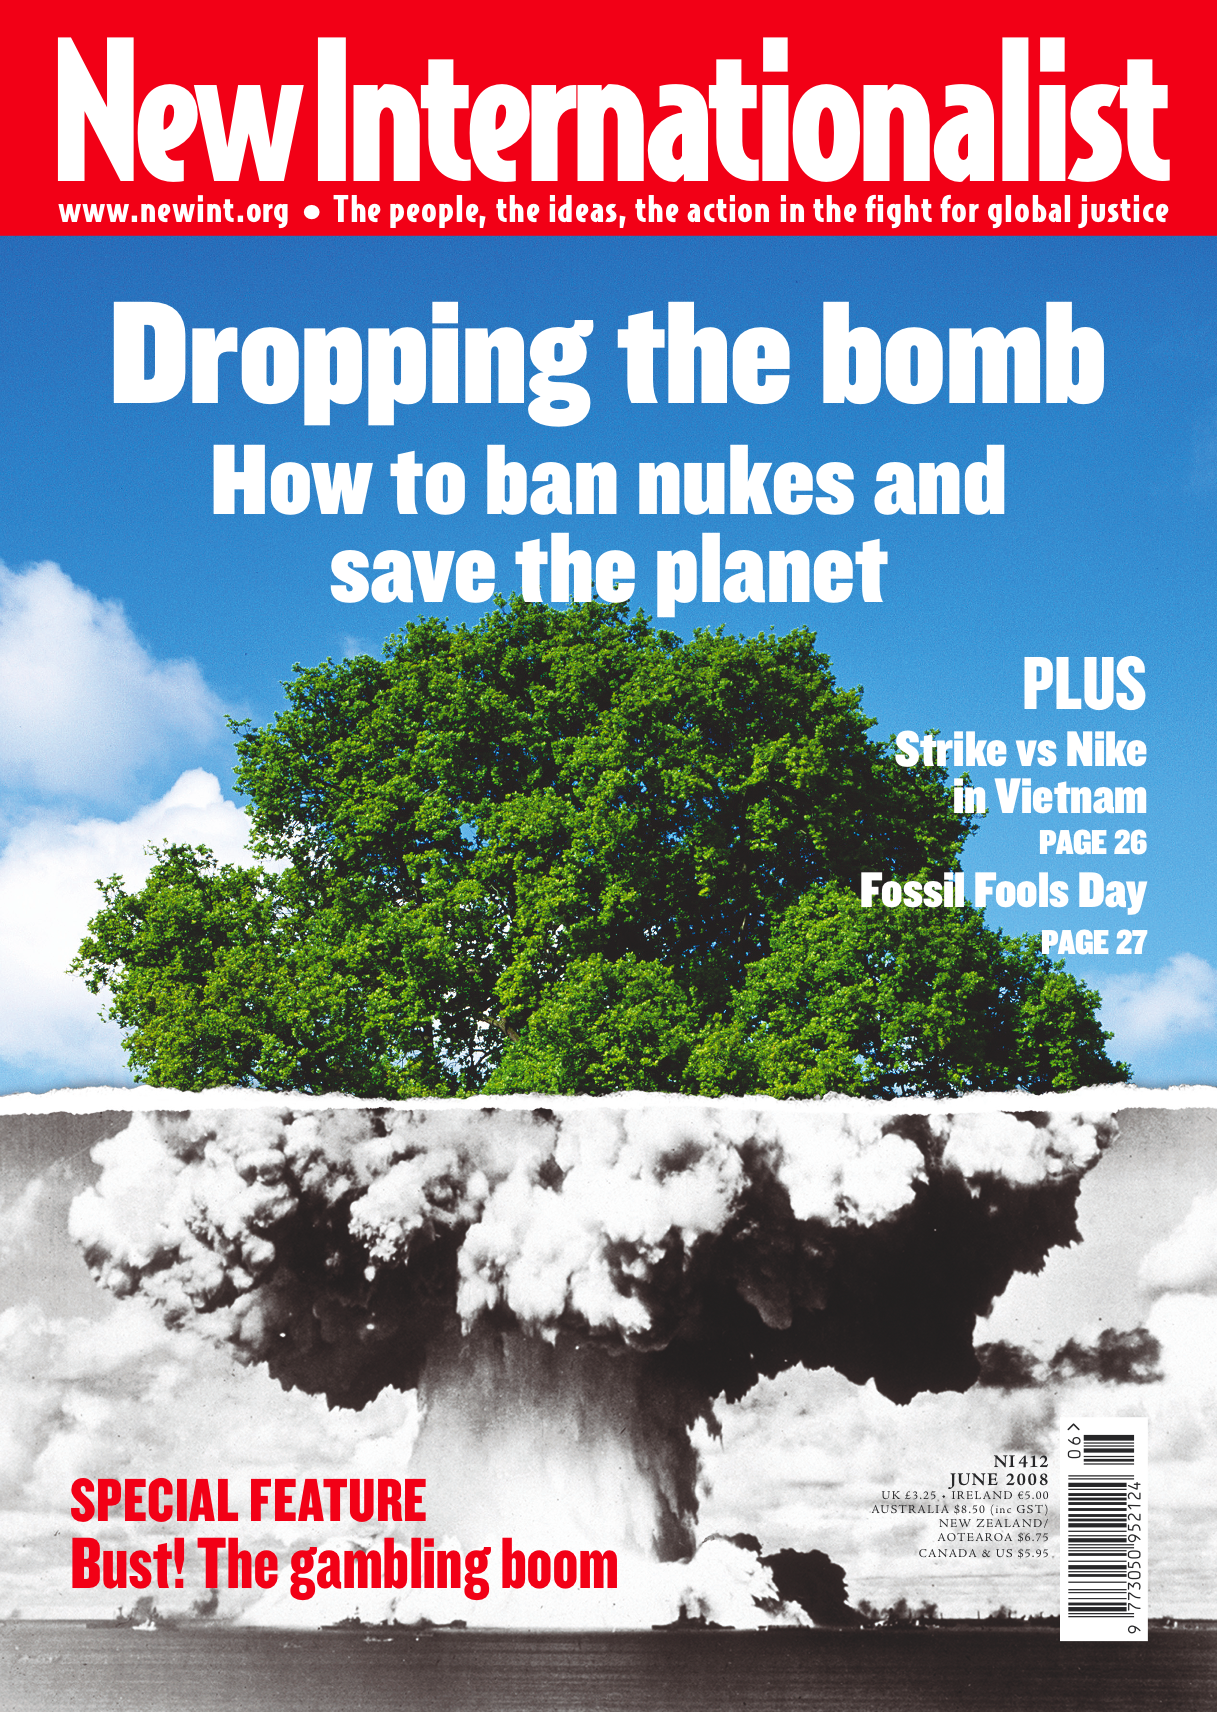 New Internationalist
www.newint.org • The people, the ideas, the action in the fight for global justice
Dropping the bomb
How to ban nukes and
save the planet
PLUS
Strike vs Nike
in Vietnam
PAGE 26
Fossil Fools Day
PAGE 27
SPECIAL FEATURE
Bust! The gambling boom
NI 412
JUNE 2008
UK £3.25 • IRELAND €5.00
AUSTRALIA $8.50 (inc GST)
NEW ZEALAND/
AOTEAROA $6.75
CANADA & US $5.95
06>
9 773050 952124